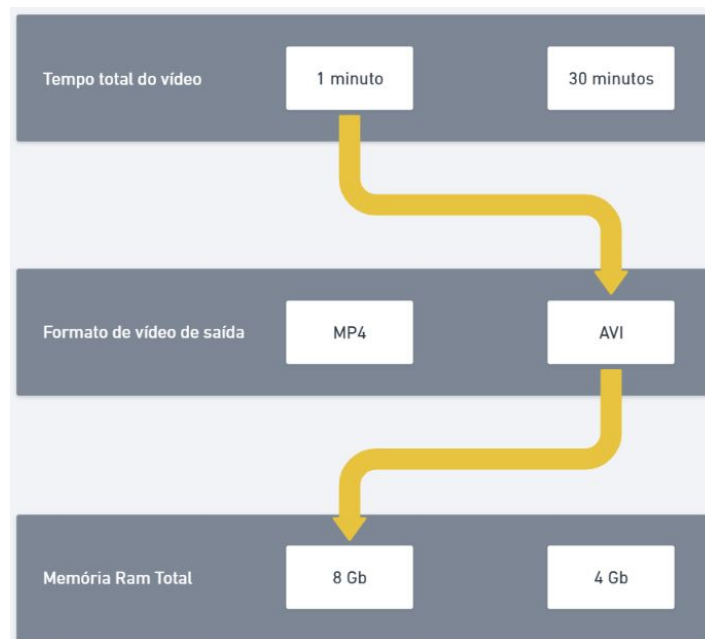 Tempo total do vídeo
1 minuto
30 minutos
Formato de vídeo de saída
MP4
AVI
Memória Ram Total
8 Gb
4 Gb